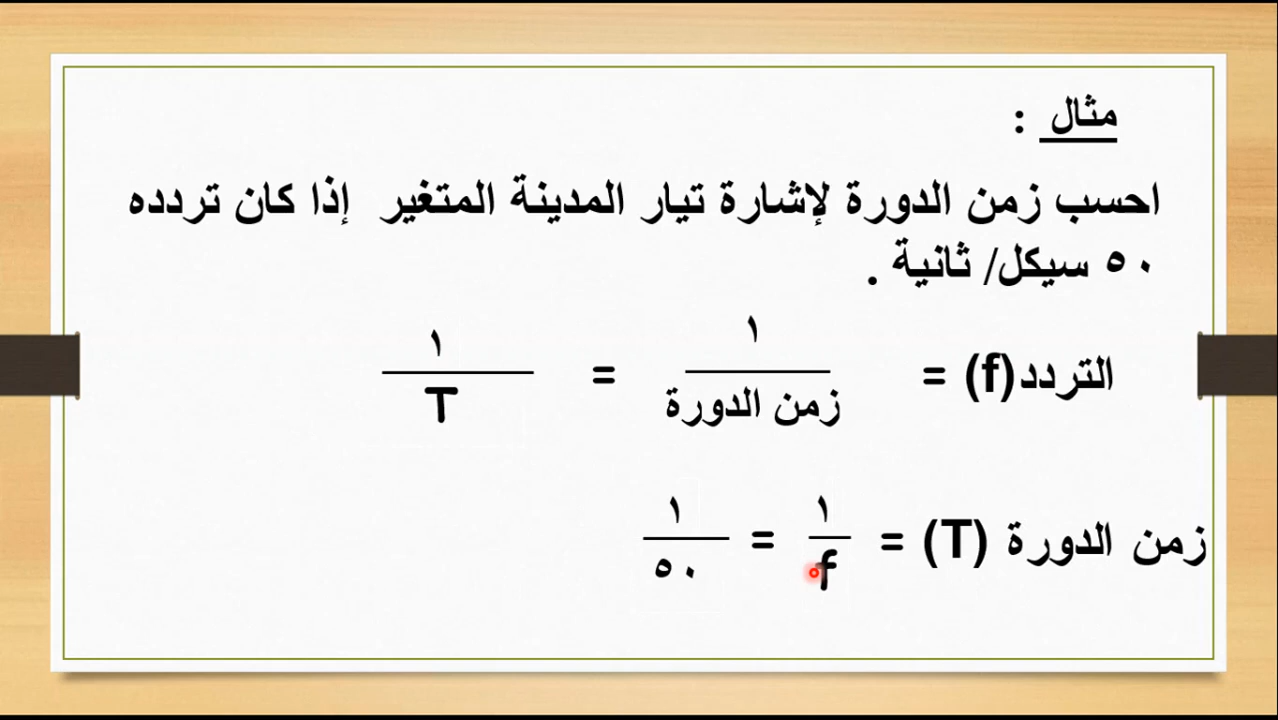 مثال :
احسب زمن الدورة لإشارة تيار المدينة المتغير إذا كان تردده
٥٠ سيكل/ ثانية .
التردد(f) = ١ / زمن الدورة = ١ / T
زمن الدورة (T) = ١ / f = ١ / ٥٠